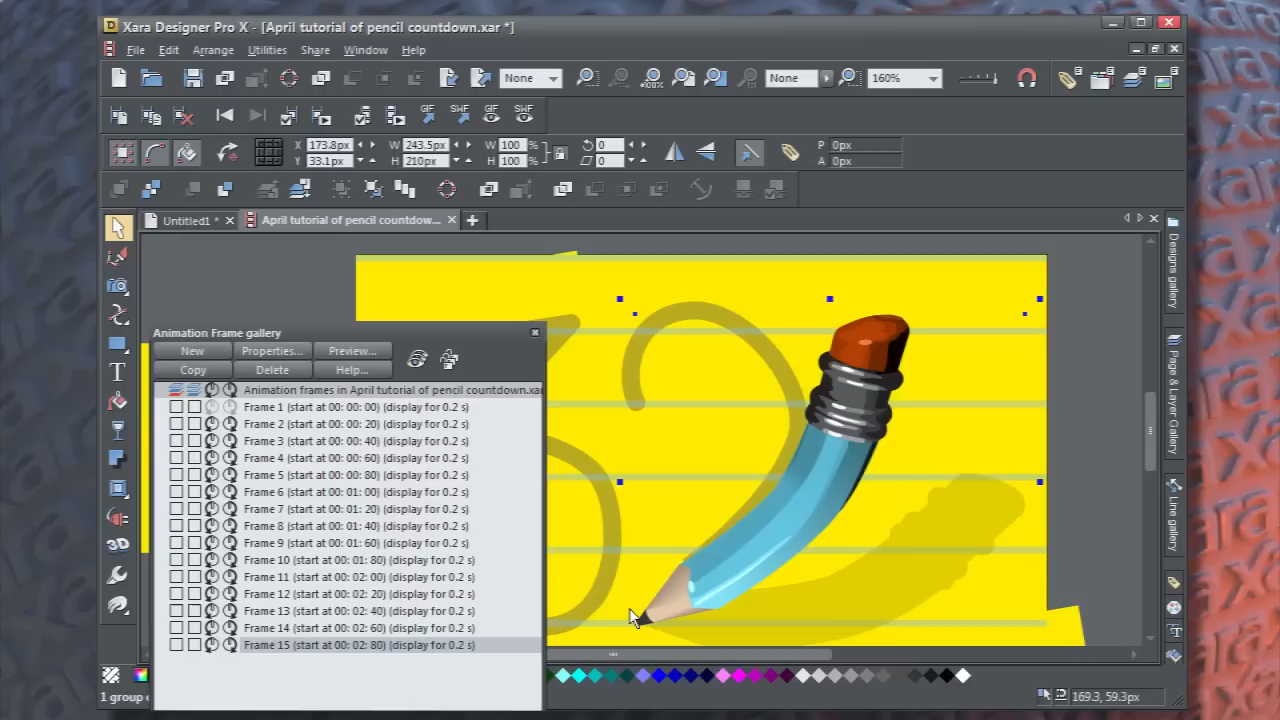 Xara Designer Pro X - [April tutorial of pencil countdown.xar *]
File Edit Arrange Utilities Share Window Help
None None 160%
GIF SWF GIF SWF
X 173.8px W 243.5px W 100 % 0 P 0px
Y 33.1px H 210px H 100 % 0 A 0px
Untitled1 * April tutorial of pencil countdow... *
Designs gallery
Page & Layer Gallery
Line gallery
3D
Animation Frame gallery
New Properties... Preview...
Copy Delete Help...
Animation frames in April tutorial of pencil countdown.xar
Frame 1 (start at 00: 00: 00) (display for 0.2 s)
Frame 2 (start at 00: 00: 20) (display for 0.2 s)
Frame 3 (start at 00: 00: 40) (display for 0.2 s)
Frame 4 (start at 00: 00: 60) (display for 0.2 s)
Frame 5 (start at 00: 00: 80) (display for 0.2 s)
Frame 6 (start at 00: 01: 00) (display for 0.2 s)
Frame 7 (start at 00: 01: 20) (display for 0.2 s)
Frame 8 (start at 00: 01: 40) (display for 0.2 s)
Frame 9 (start at 00: 01: 60) (display for 0.2 s)
Frame 10 (start at 00: 01: 80) (display for 0.2 s)
Frame 11 (start at 00: 02: 00) (display for 0.2 s)
Frame 12 (start at 00: 02: 20) (display for 0.2 s)
Frame 13 (start at 00: 02: 40) (display for 0.2 s)
Frame 14 (start at 00: 02: 60) (display for 0.2 s)
Frame 15 (start at 00: 02: 80) (display for 0.2 s)
1 group
169.3, 59.3px